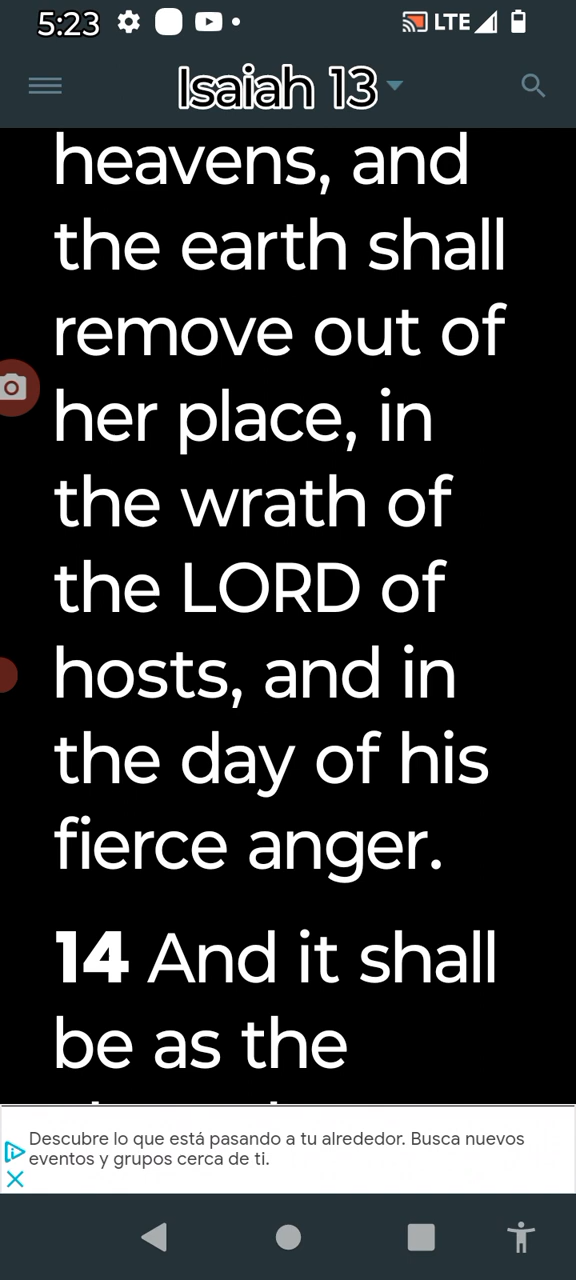 5:23
LTE
Isaiah 13
heavens, and
the earth shall
remove out of
her place, in
the wrath of
the LORD of
hosts, and in
the day of his
fierce anger.
14 And it shall
be as the
Descubre lo que está pasando a tu alrededor. Busca nuevos
eventos y grupos cerca de ti.